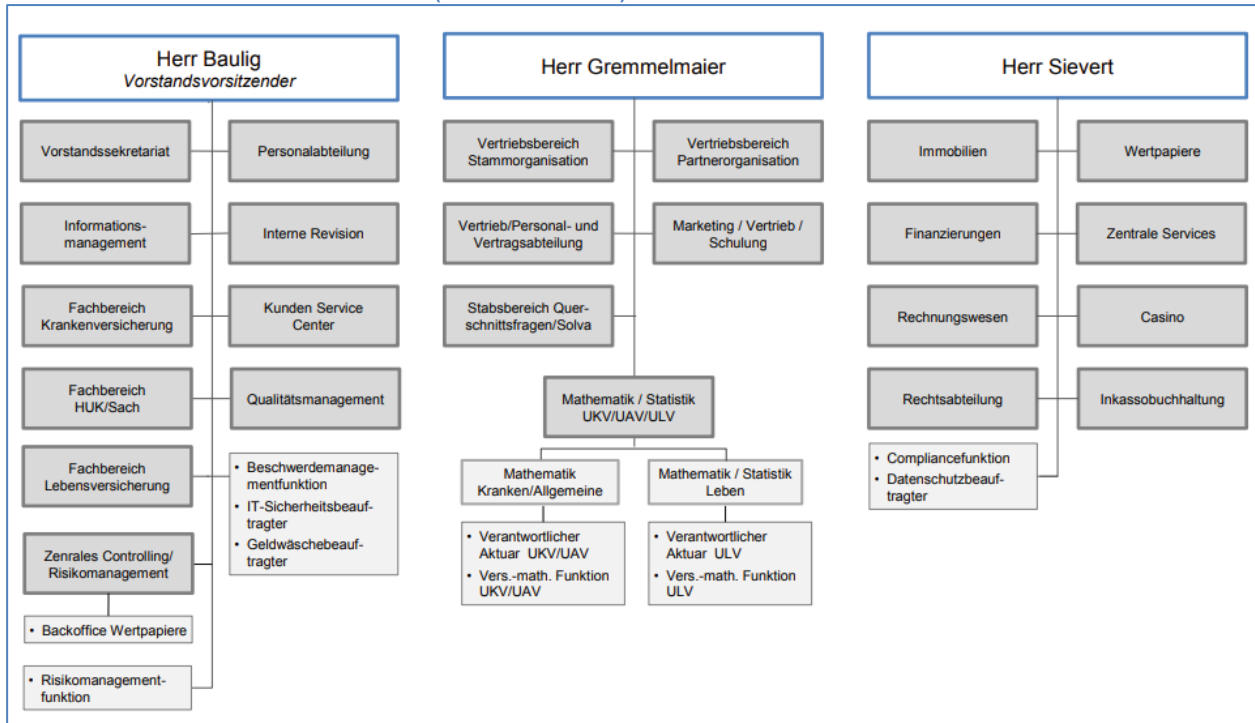 Herr Baulig
Vorstandsvorsitzender
Vorstandssekretariat
Personalabteilung
Informations-
management
Interne Revision
Fachbereich
Krankenversicherung
Kunden Service
Center
Fachbereich
HUK/Sach
Qualitätsmanagement
Fachbereich
Lebensversicherung
• Beschwerdemanage-
mentfunktion
• IT-Sicherheitsbeauf-
tragter
• Geldwäschebeauf-
tragter
Zenrales Controlling/
Risikomanagement
• Backoffice Wertpapiere
• Risikomanagement-
funktion
Herr Gremmelmaier
Vertriebsbereich
Stammorganisation
Vertriebsbereich
Partnerorganisation
Vertrieb/Personal- und
Vertragsabteilung
Marketing / Vertrieb /
Schulung
Stabsbereich Quer-
schnittsfragen/Solva
Mathematik / Statistik
UKV/UAV/ULV
Mathematik
Kranken/Allgemeine
Mathematik / Statistik
Leben
• Verantwortlicher
Aktuar UKV/UAV
• Vers.-math. Funktion
UKV/UAV
• Verantwortlicher
Aktuar ULV
• Vers.-math. Funktion
ULV
Herr Sievert
Immobilien
Wertpapiere
Finanzierungen
Zentrale Services
Rechnungswesen
Casino
Rechtsabteilung
Inkassobuchhaltung
• Compliancefunktion
• Datenschutzbeauf-
tragter